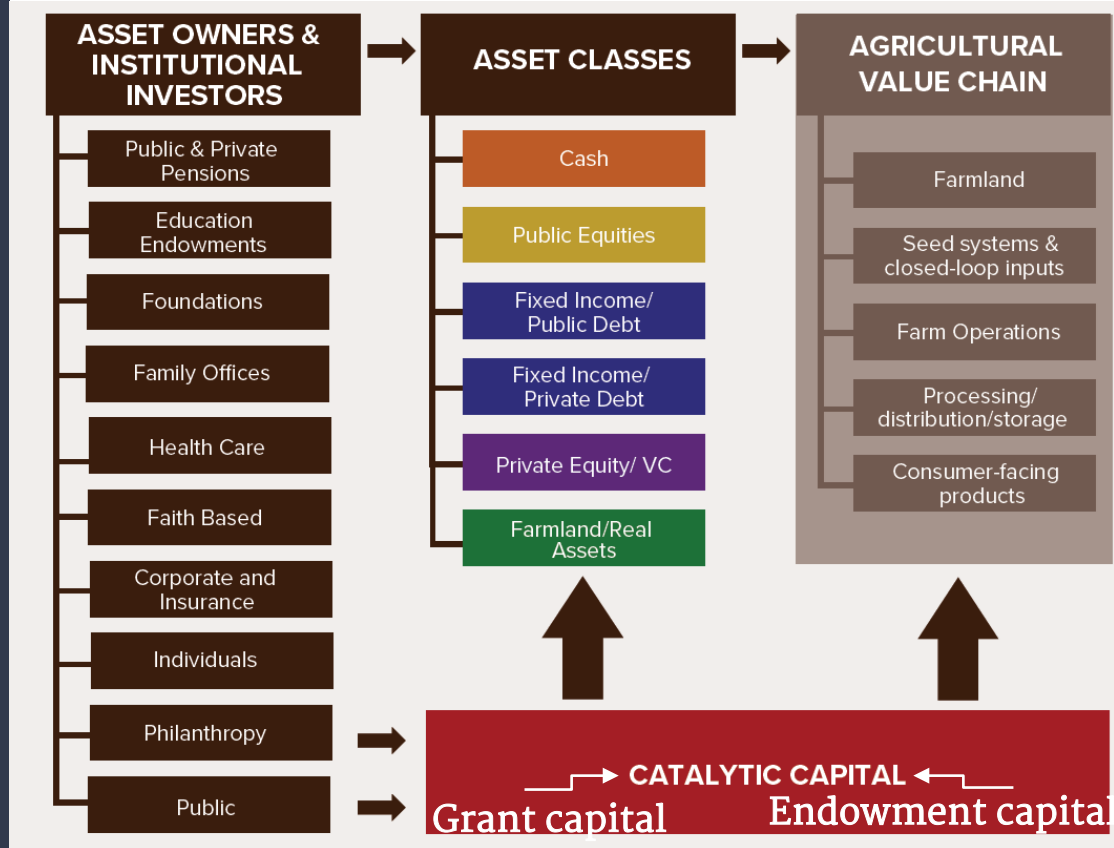 ASSET OWNERS &
INSTITUTIONAL
INVESTORS
Public & Private
Pensions
Education
Endowments
Foundations
Family Offices
Health Care
Faith Based
Corporate and
Insurance
Individuals
Philanthropy
Public
ASSET CLASSES
Cash
Public Equities
Fixed Income/
Public Debt
Fixed Income/
Private Debt
Private Equity/ VC
Farmland/Real
Assets
AGRICULTURAL
VALUE CHAIN
Farmland
Seed systems &
closed-loop inputs
Farm Operations
Processing/
distribution/storage
Consumer-facing
products
CATALYTIC CAPITAL
Grant capital
Endowment capital